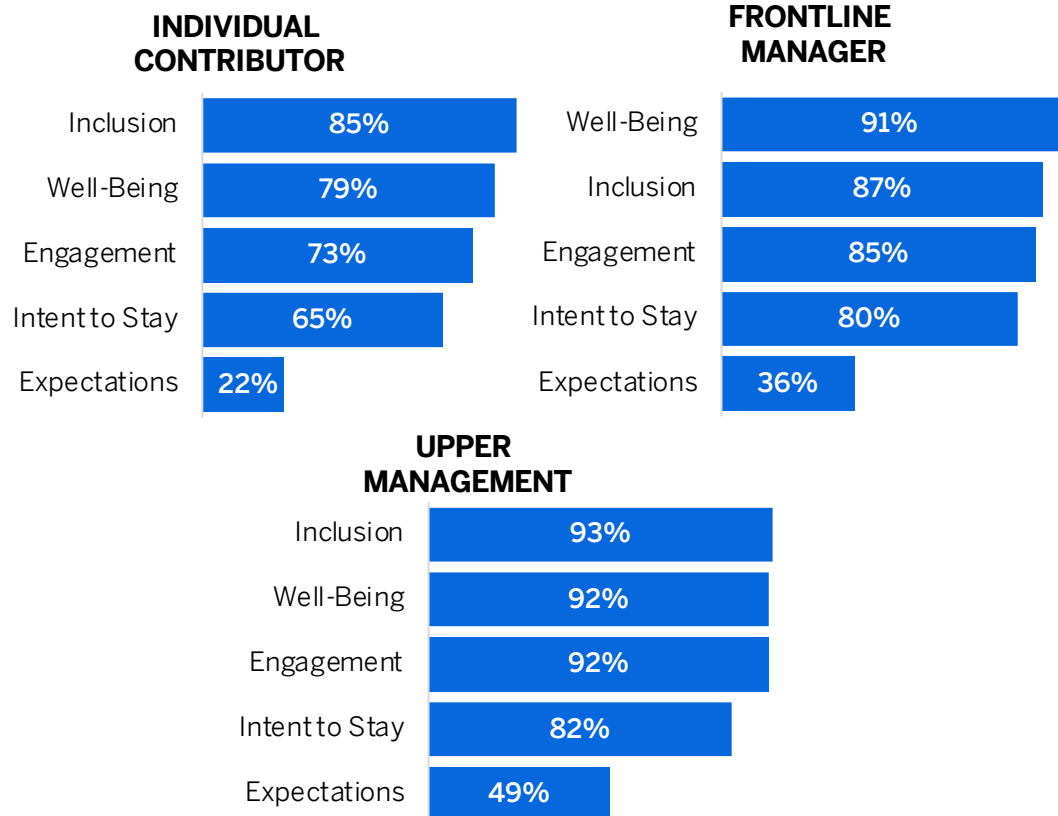 INDIVIDUAL
CONTRIBUTOR
Inclusion 85%
Well-Being 79%
Engagement 73%
Intent to Stay 65%
Expectations 22%
FRONTLINE
MANAGER
Well-Being 91%
Inclusion 87%
Engagement 85%
Intent to Stay 80%
Expectations 36%
UPPER
MANAGEMENT
Inclusion 93%
Well-Being 92%
Engagement 92%
Intent to Stay 82%
Expectations 49%